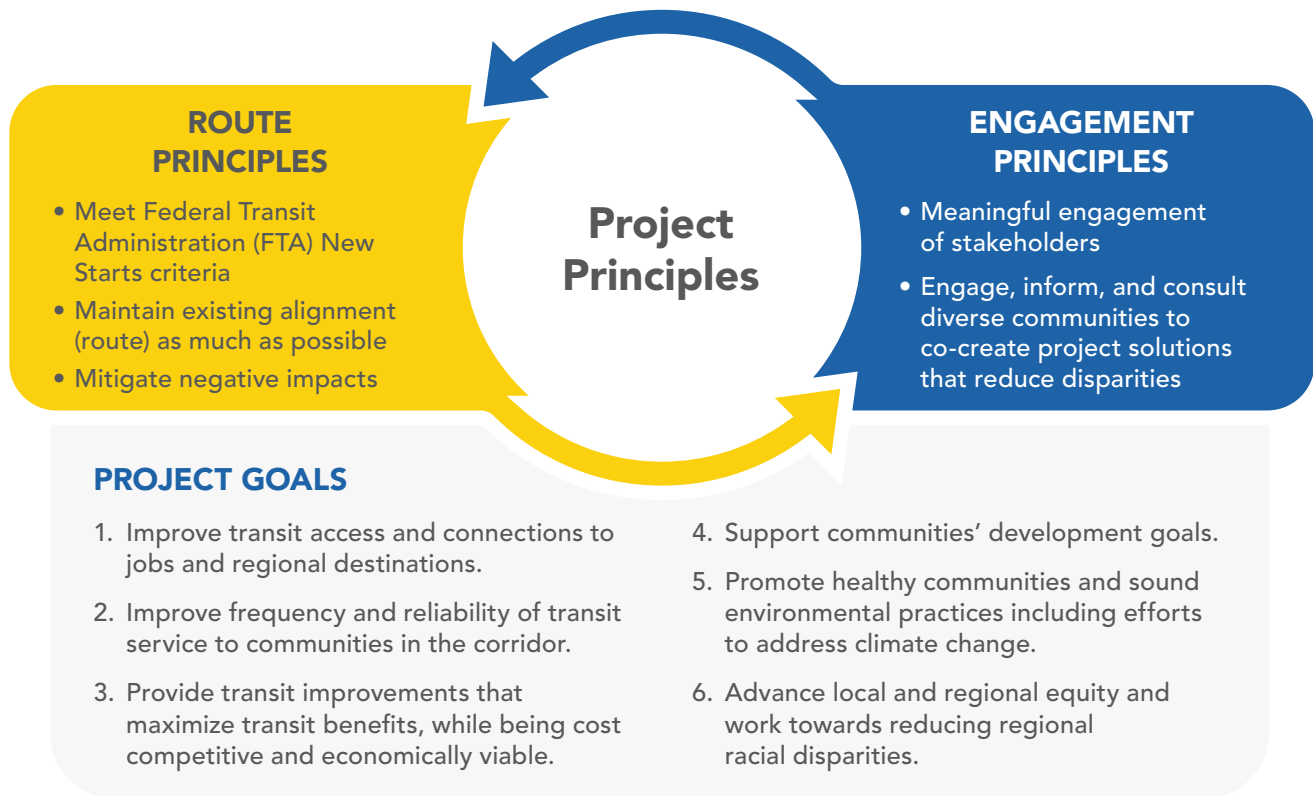 ROUTE
PRINCIPLES
• Meet Federal Transit
Administration (FTA) New
Starts criteria
• Maintain existing alignment
(route) as much as possible
• Mitigate negative impacts
Project
Principles
ENGAGEMENT
PRINCIPLES
• Meaningful engagement
of stakeholders
• Engage, inform, and consult
diverse communities to
co-create project solutions
that reduce disparities
PROJECT GOALS
1. Improve transit access and connections to
jobs and regional destinations.
2. Improve frequency and reliability of transit
service to communities in the corridor.
3. Provide transit improvements that
maximize transit benefits, while being cost
competitive and economically viable.
4. Support communities’ development goals.
5. Promote healthy communities and sound
environmental practices including efforts
to address climate change.
6. Advance local and regional equity and
work towards reducing regional
racial disparities.